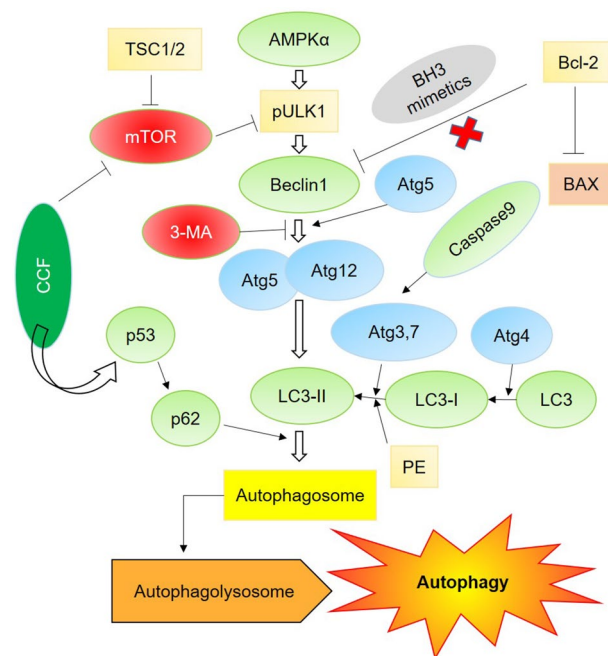 AMPKα
TSC1/2
Bcl-2
BH3
mimetics
pULK1
mTOR
Beclin1
Atg5
BAX
3-MA
Caspase9
Atg5
Atg12
CCF
p53
Atg3,7
Atg4
LC3-II
LC3-I
LC3
p62
PE
Autophagosome
Autophagolysosome
Autophagy